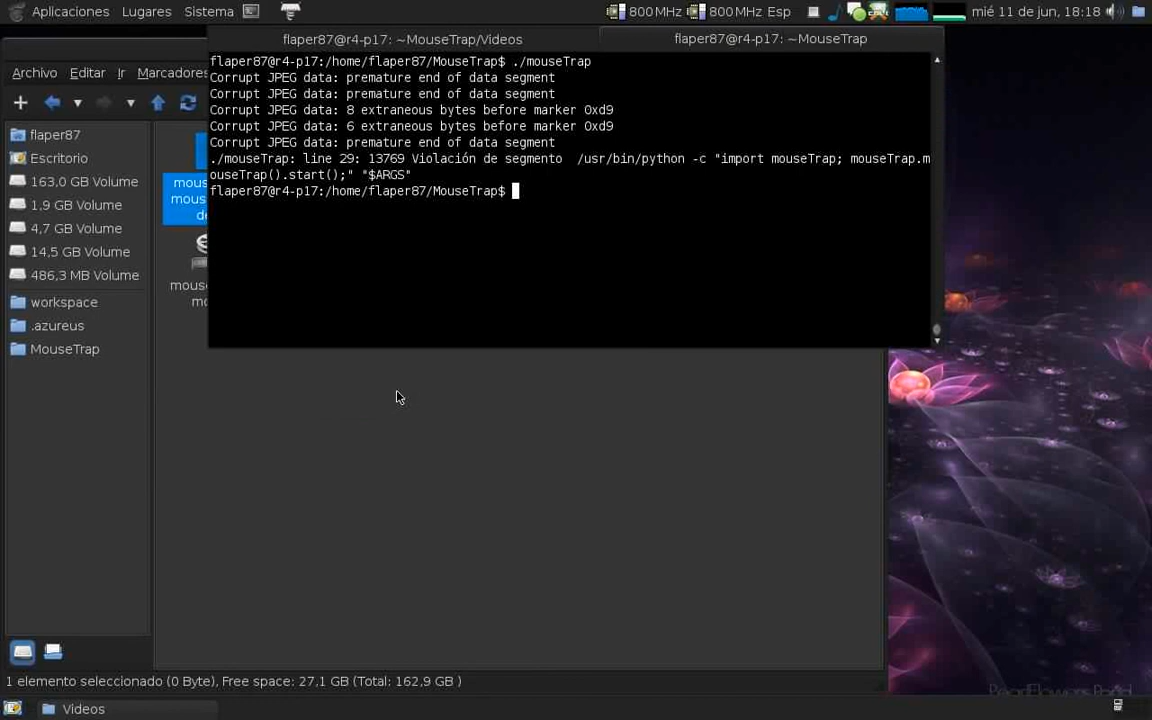 Aplicaciones Lugares Sistema 800 MHz 800 MHz Esp mié 11 de jun, 18:18
flaper87@r4-p17: ~MouseTrap/Videos flaper87@r4-p17: ~MouseTrap
Archivo Editar Ir Marcadores
flaper87@r4-p17:/home/flaper87/MouseTrap$ ./mouseTrap
Corrupt JPEG data: premature end of data segment
Corrupt JPEG data: premature end of data segment
Corrupt JPEG data: 8 extraneous bytes before marker 0xd9
Corrupt JPEG data: 6 extraneous bytes before marker 0xd9
Corrupt JPEG data: premature end of data segment
./mouseTrap: line 29: 13769 Violación de segmento /usr/bin/python -c "import mouseTrap; mouseTrap.m
ouseTrap().start();" "$ARGS"
flaper87@r4-p17:/home/flaper87/MouseTrap$
flaper87
Escritorio
163,0 GB Volume
1,9 GB Volume
4,7 GB Volume
14,5 GB Volume
486,3 MB Volume
workspace
.azureus
MouseTrap
mous
mous
de
mouse
mo
1 elemento seleccionado (0 Byte), Free space: 27,1 GB (Total: 162,9 GB )
Videos